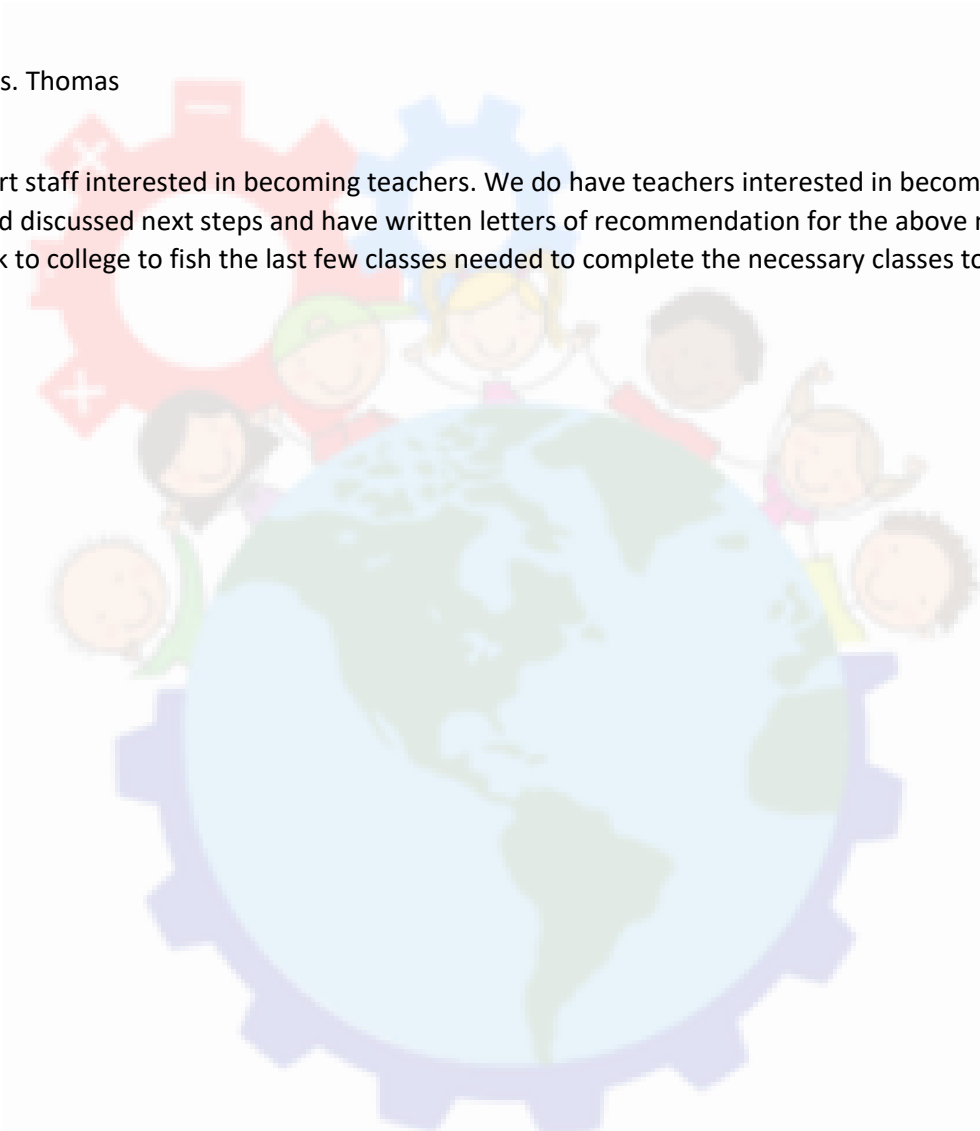 s. Thomas
rt staff interested in becoming teachers. We do have teachers interested in becom
d discussed next steps and have written letters of recommendation for the above
k to college to fish the last few classes needed to complete the necessary classes to